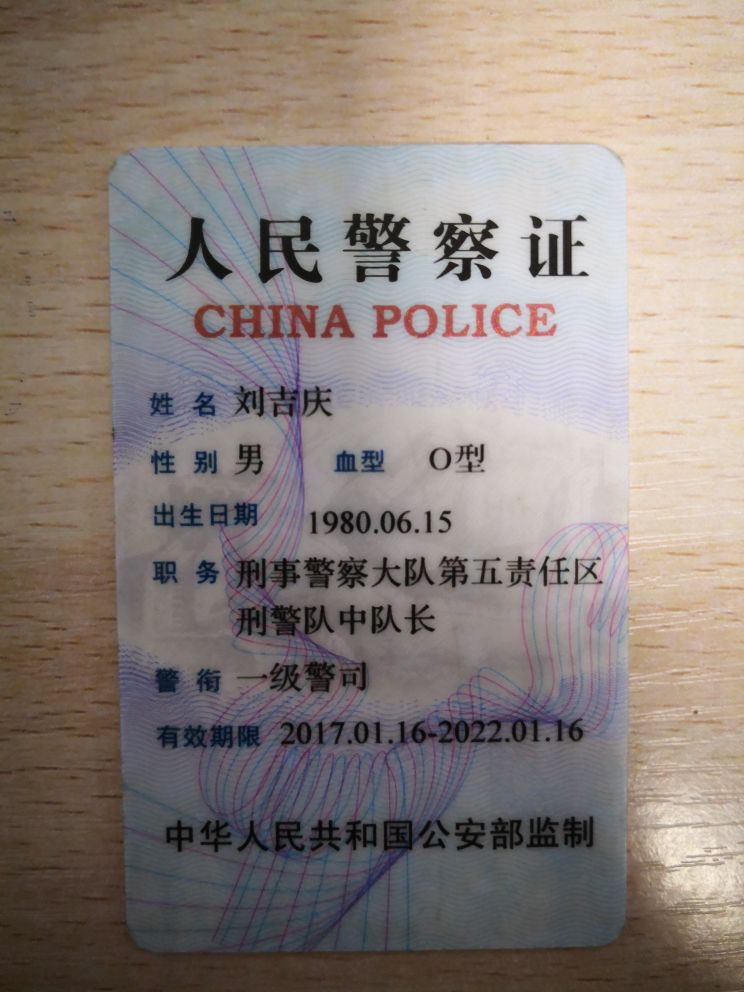 人民警察证
CHINA POLICE
姓名 刘吉庆
性别 男 血型 O型
出生日期 1980.06.15
职务 刑事警察大队第五责任区
刑警队中队长
警衔 一级警司
有效期限 2017.01.16-2022.01.16
中华人民共和国公安部监制